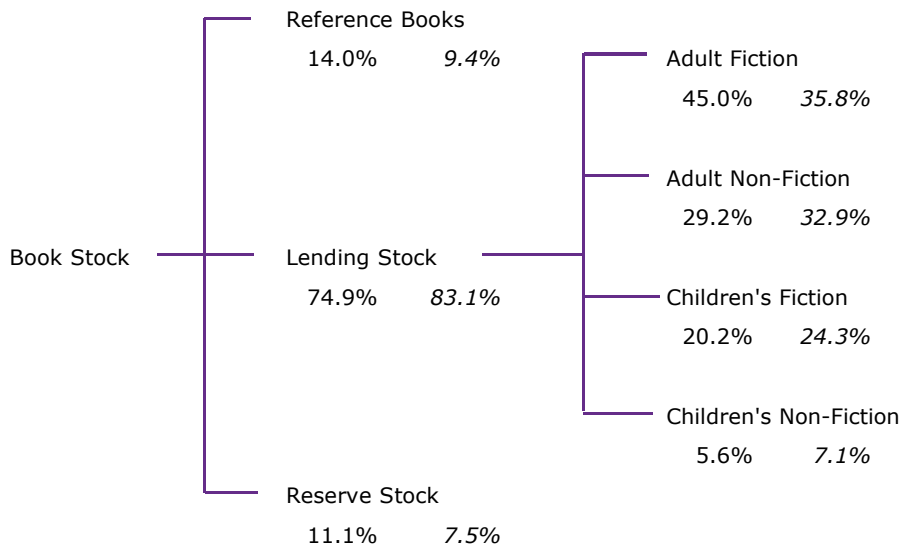 Reference Books
14.0% 9.4%
Adult Fiction
45.0% 35.8%
Adult Non-Fiction
29.2% 32.9%
Book Stock
Lending Stock
74.9% 83.1%
Children's Fiction
20.2% 24.3%
Children's Non-Fiction
5.6% 7.1%
Reserve Stock
11.1% 7.5%